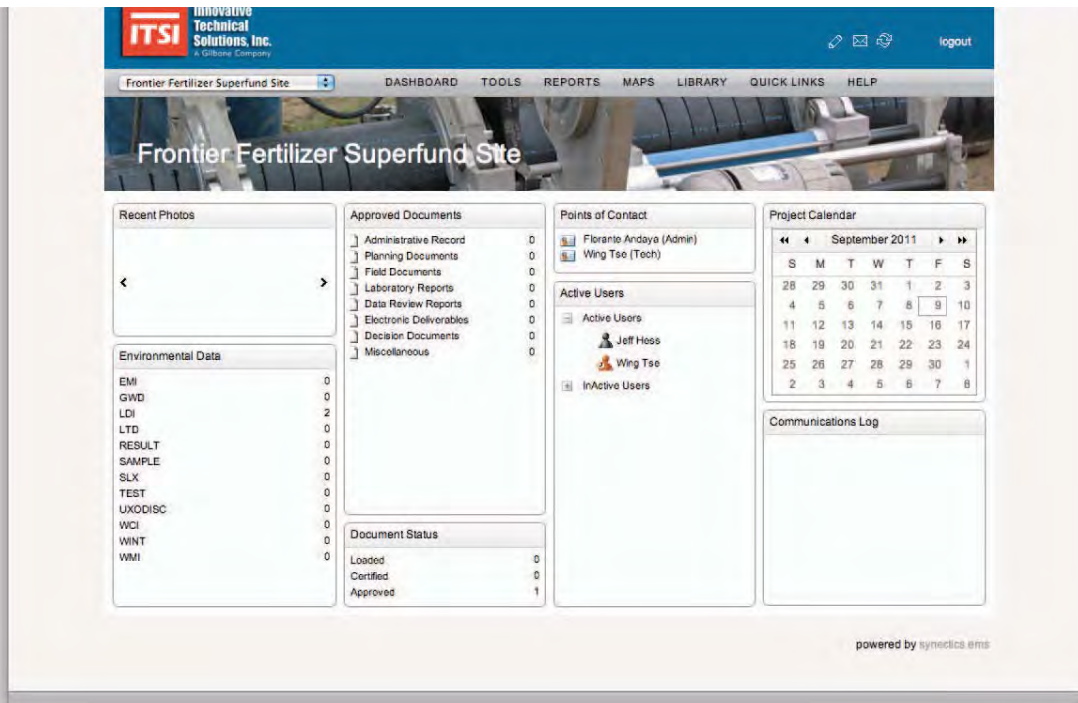 Innovative
ITSI
Technical
Solutions, Inc.
A Gilbane Company
logout
Frontier Fertilizer Superfund Site
DASHBOARD TOOLS REPORTS MAPS LIBRARY QUICK LINKS HELP
Frontier Fertilizer Superfund Site
Recent Photos
Environmental Data
EMI 0
GWD 0
LDI 2
LTD 0
RESULT 0
SAMPLE 0
SLX 0
TEST 0
UXODISC 0
WCI 0
WINT 0
WMI 0
Approved Documents
Administrative Record 0
Planning Documents 0
Field Documents 0
Laboratory Reports 0
Data Review Reports 0
Electronic Deliverables 0
Decision Documents 0
Miscellaneous 0
Document Status
Loaded 0
Certified 0
Approved 1
Points of Contact
Florante Andaya (Admin)
Wing Tse (Tech)
Active Users
Active Users
Jeff Hess
Wing Tse
InActive Users
Project Calendar
September 2011
S M T W T F S
28 29 30 31 1 2 3
4 5 6 7 8 9 10
11 12 13 14 15 16 17
18 19 20 21 22 23 24
25 26 27 28 29 30 1
2 3 4 5 6 7 8
Communications Log
powered by synectics ems